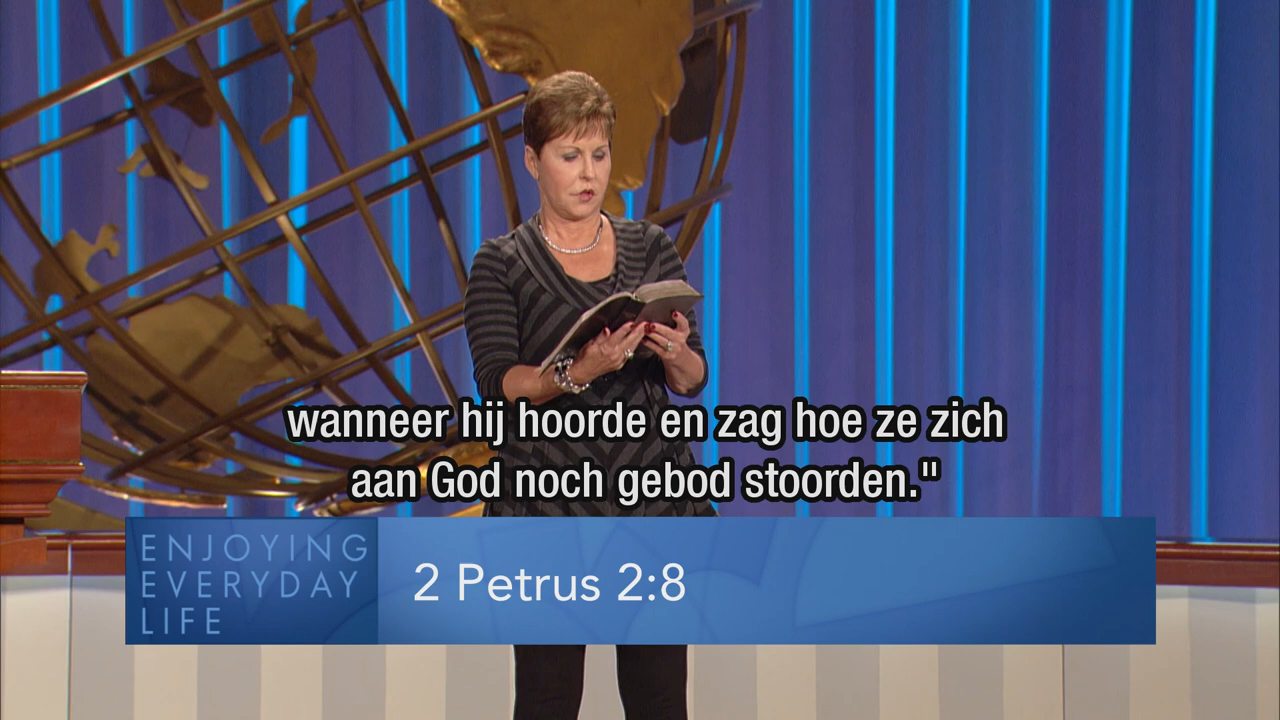 wanneer hij hoorde en zag hoe ze zich
aan God noch gebod stoorden."
ENJOYING
EVERYDAY
LIFE
2 Petrus 2:8